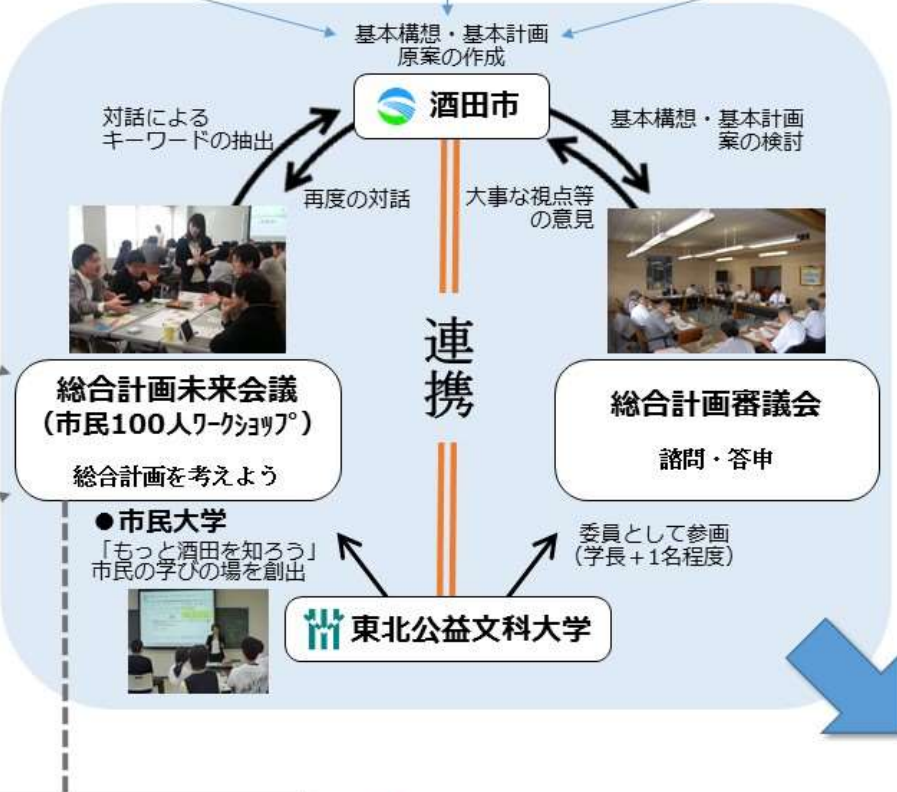 基本構想・基本計画
原案の作成
酒田市
対話による
キーワードの抽出
基本構想・基本計画
案の検討
再度の対話
大事な視点等
の意見
連携
総合計画未来会議
（市民100人ﾜｰｸｼｮｯﾌﾟ）
総合計画を考えよう
総合計画審議会
諮問・答申
●市民大学
「もっと酒田を知ろう」
市民の学びの場を創出
委員として参画
（学長＋1名程度）
東北公益文科大学